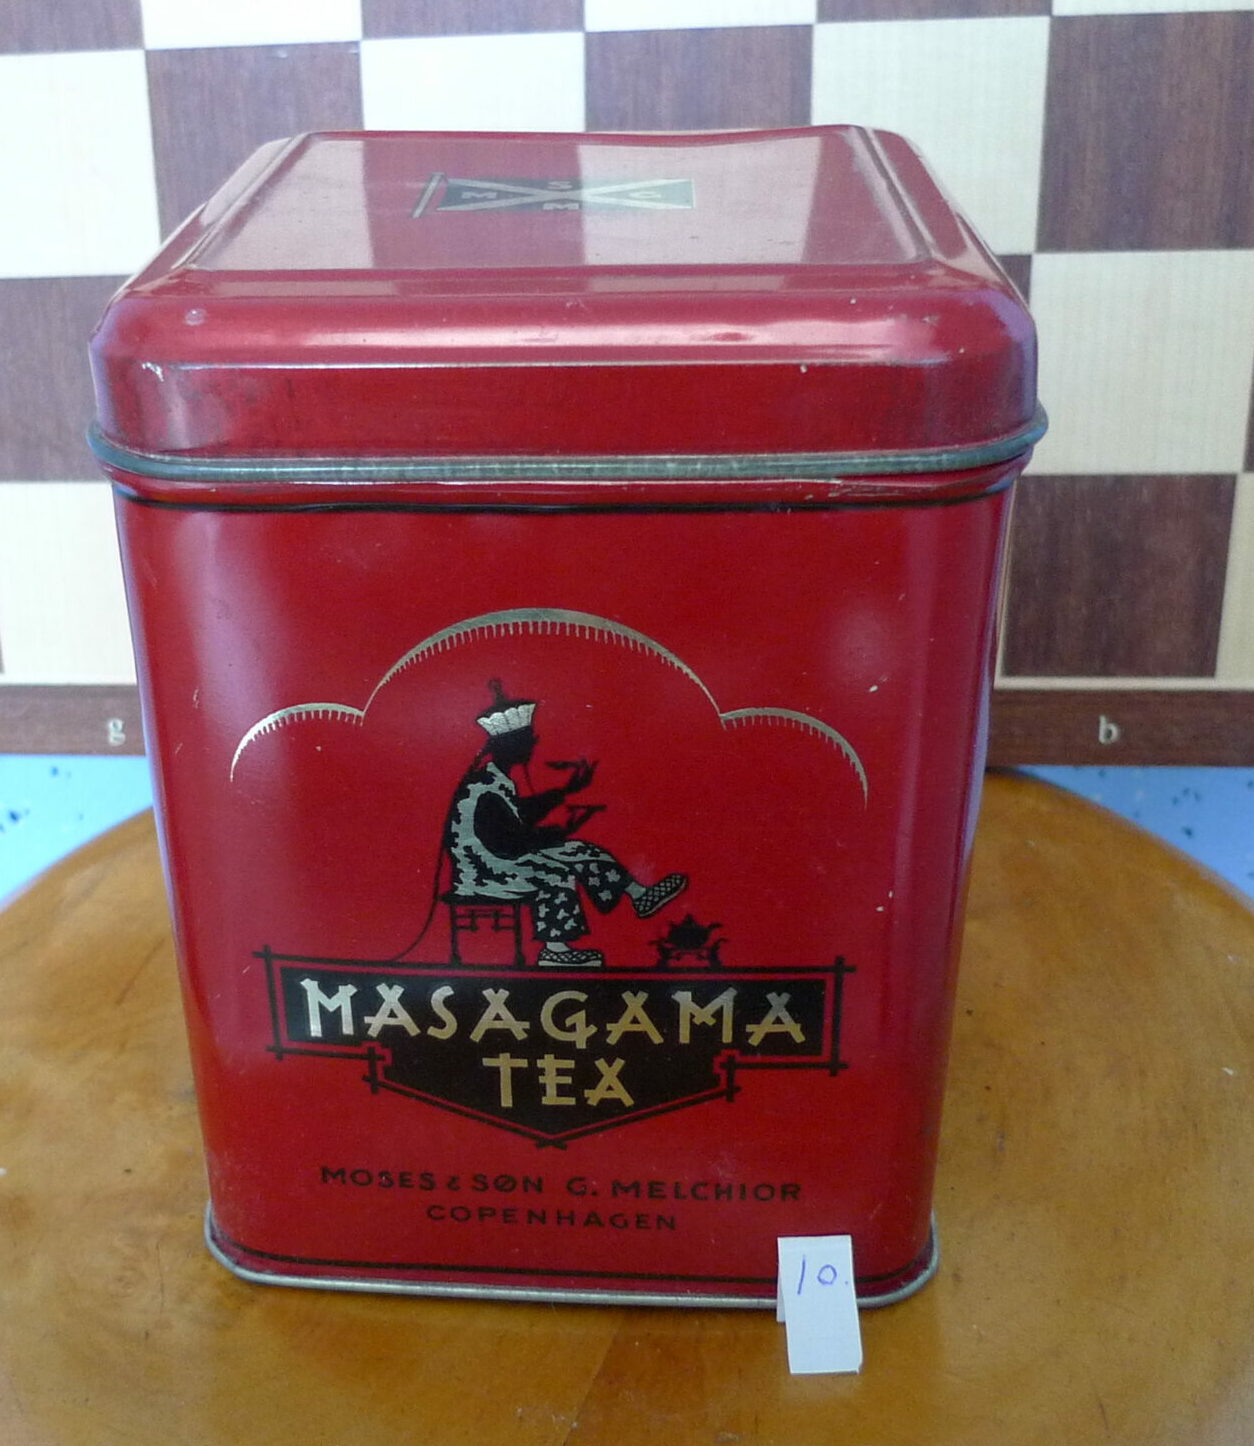 S
M G
M
g
b
MASAGAMA
TEA
MOSES & SØN G. MELCHIOR
COPENHAGEN
10.